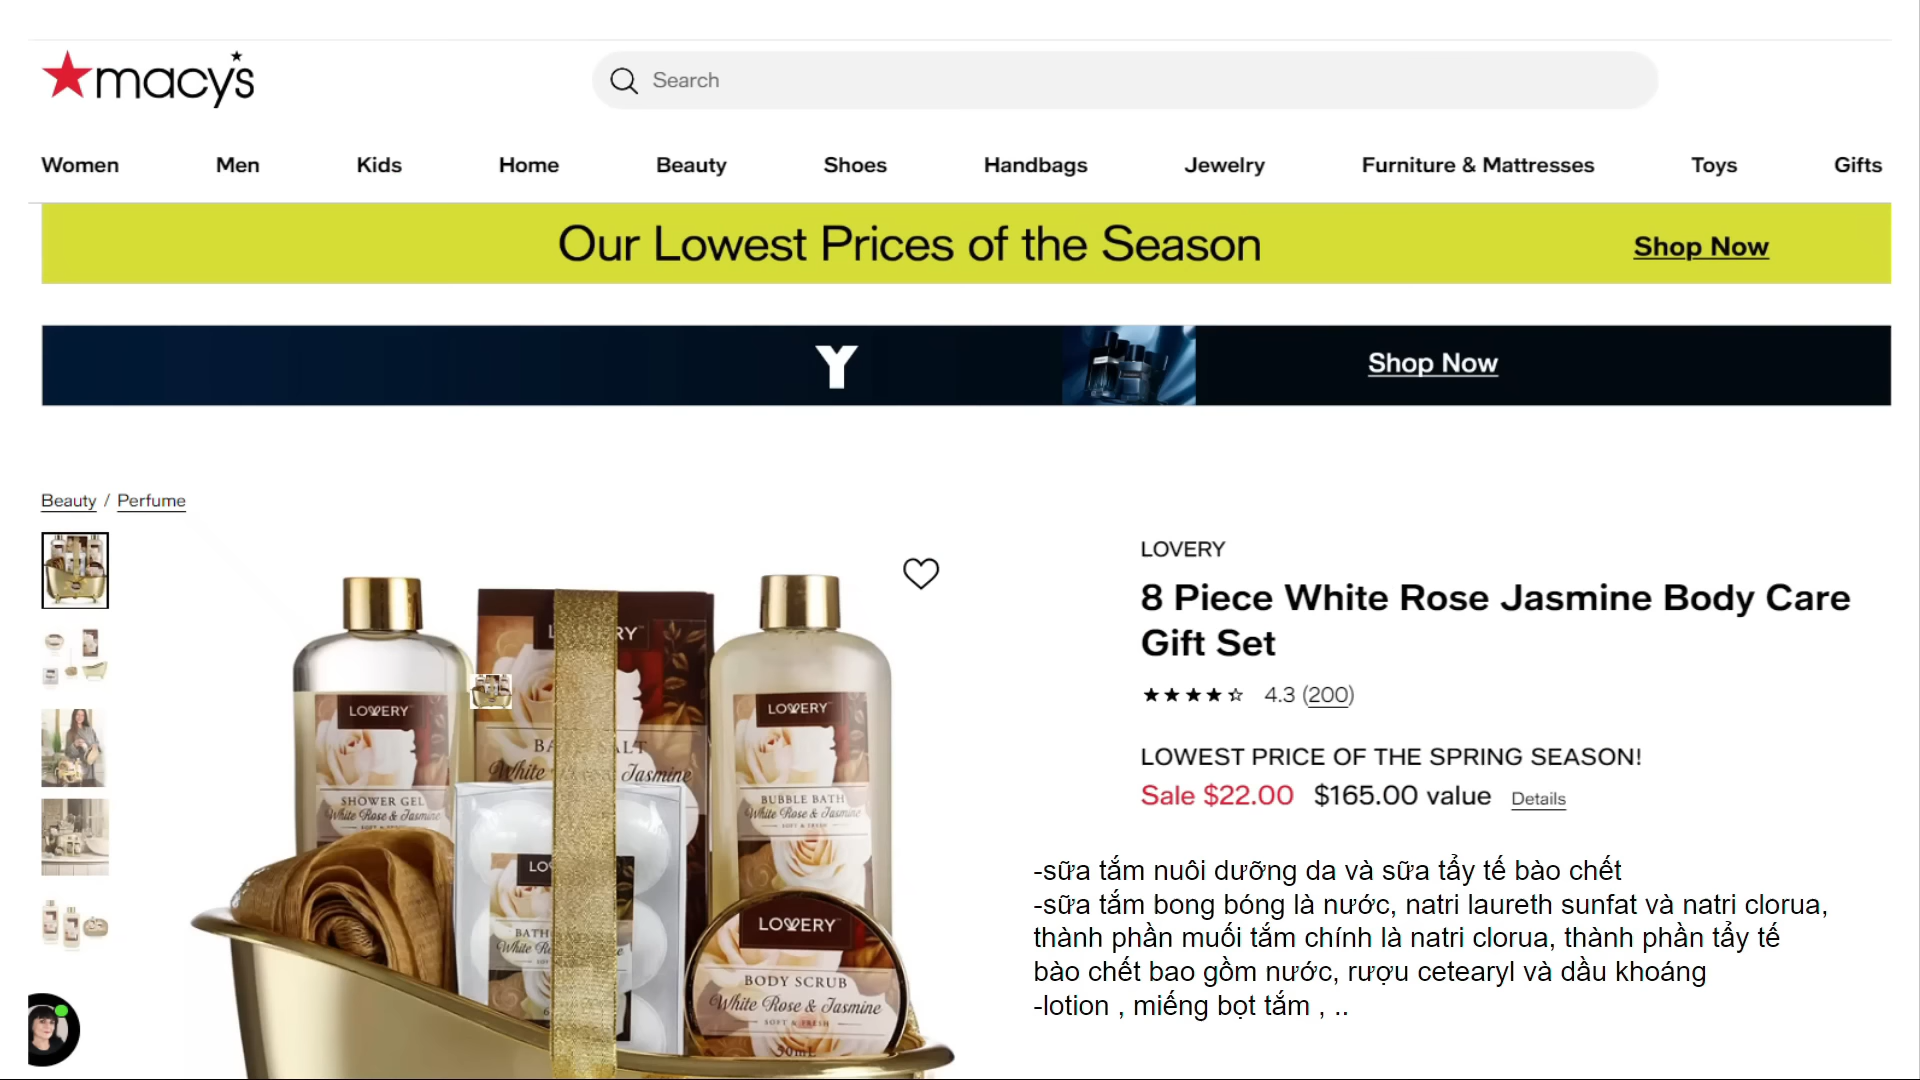 macy's
Search
Women Men Kids Home Beauty Shoes Handbags Jewelry Furniture & Mattresses Toys Gifts
Our Lowest Prices of the Season Shop Now
Y Shop Now
Beauty / Perfume
LOVERY
8 Piece White Rose Jasmine Body Care
Gift Set
4.3 (200)
LOWEST PRICE OF THE SPRING SEASON!
Sale $22.00 $165.00 value Details
-sữa tắm nuôi dưỡng da và sữa tẩy tế bào chết
-sữa tắm bong bóng là nước, natri laureth sunfat và natri clorua,
thành phần muối tắm chính là natri clorua, thành phần tẩy tế
bào chết bao gồm nước, rượu cetearyl và dầu khoáng
-lotion , miếng bọt tắm , ..
LOVERY
SHOWER GEL
White Rose & Jasmine
SOFT & FRESH
White Jasmine
LOVERY
BUBBLE BATH
White Rose & Jasmine
SOFT & FRESH
LOVERY
BODY SCRUB
White Rose & Jasmine
SOFT & FRESH
50mL